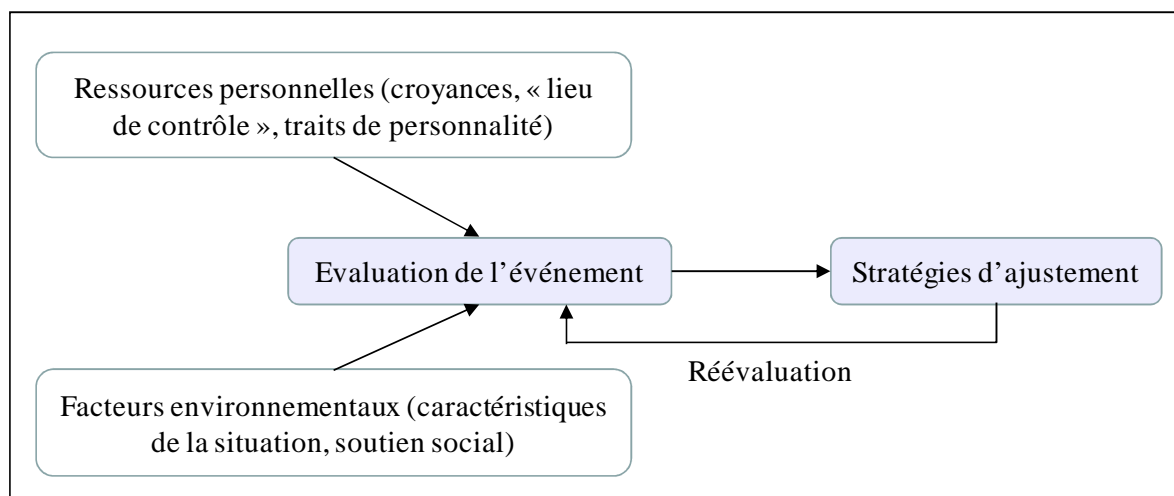 Ressources personnelles (croyances, « lieu
de contrôle », traits de personnalité)
Evaluation de l’événement
Stratégies d’ajustement
Réévaluation
Facteurs environnementaux (caractéristiques
de la situation, soutien social)